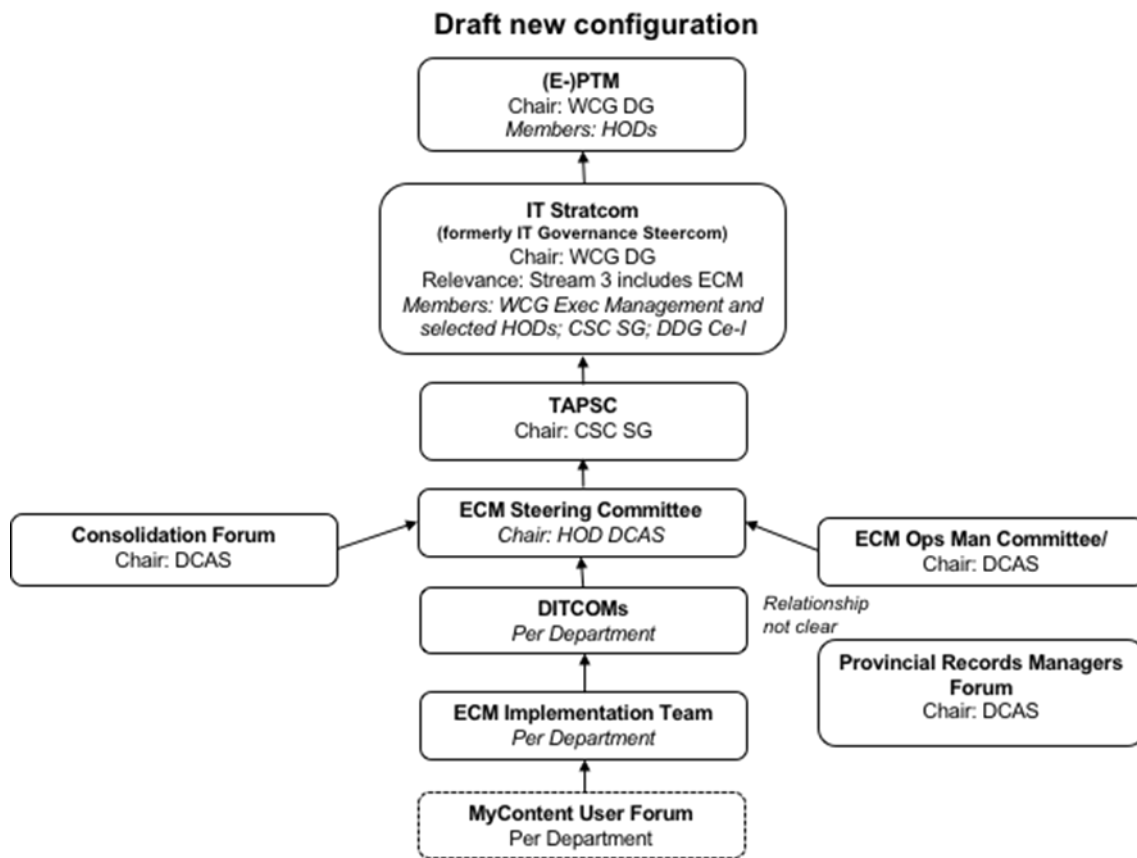 Draft new configuration
(E-)PTM
Chair: WCG DG
Members: HODs
IT Stratcom
(formerly IT Governance Steercom)
Chair: WCG DG
Relevance: Stream 3 includes ECM
Members: WCG Exec Management and
selected HODs; CSC SG; DDG Ce-I
TAPSC
Chair: CSC SG
ECM Steering Committee
Chair: HOD DCAS
Consolidation Forum
Chair: DCAS
ECM Ops Man Committee/
Chair: DCAS
DITCOMs
Per Department
Relationship
not clear
Provincial Records Managers
Forum
Chair: DCAS
ECM Implementation Team
Per Department
MyContent User Forum
Per Department